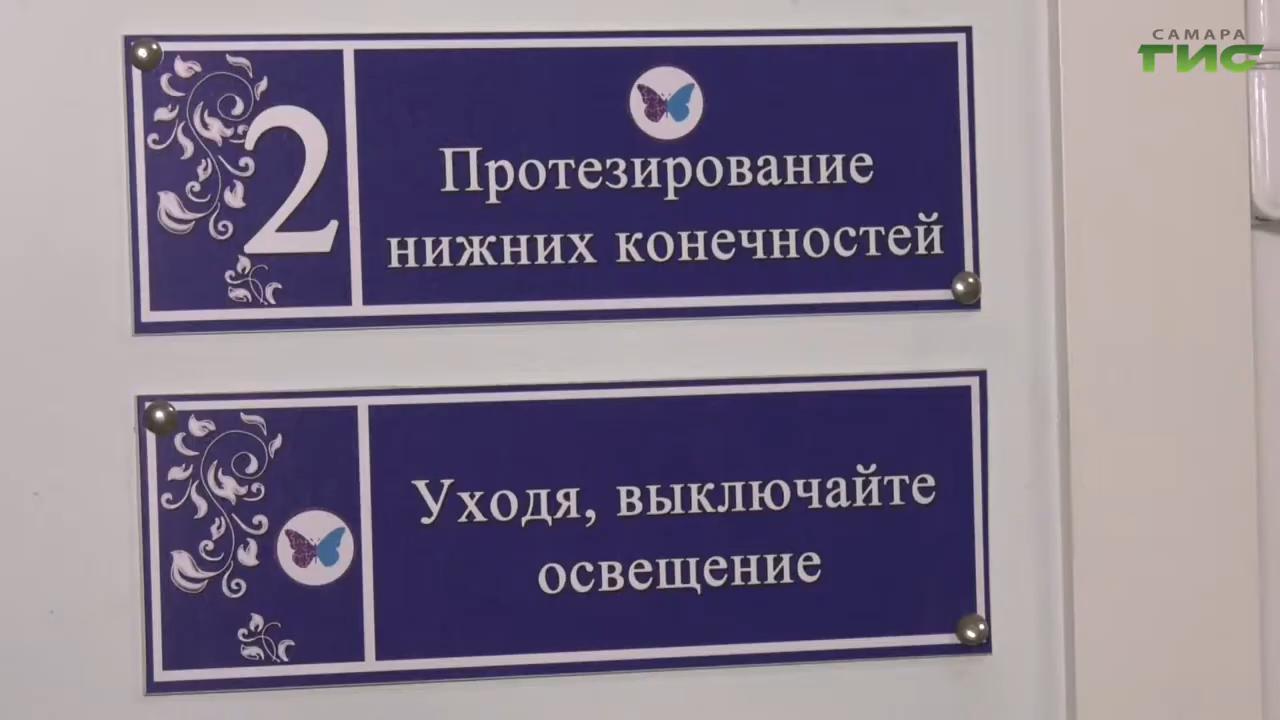 САМАРА
ГИС
2
Протезирование
нижних конечностей
Уходя, выключайте
освещение